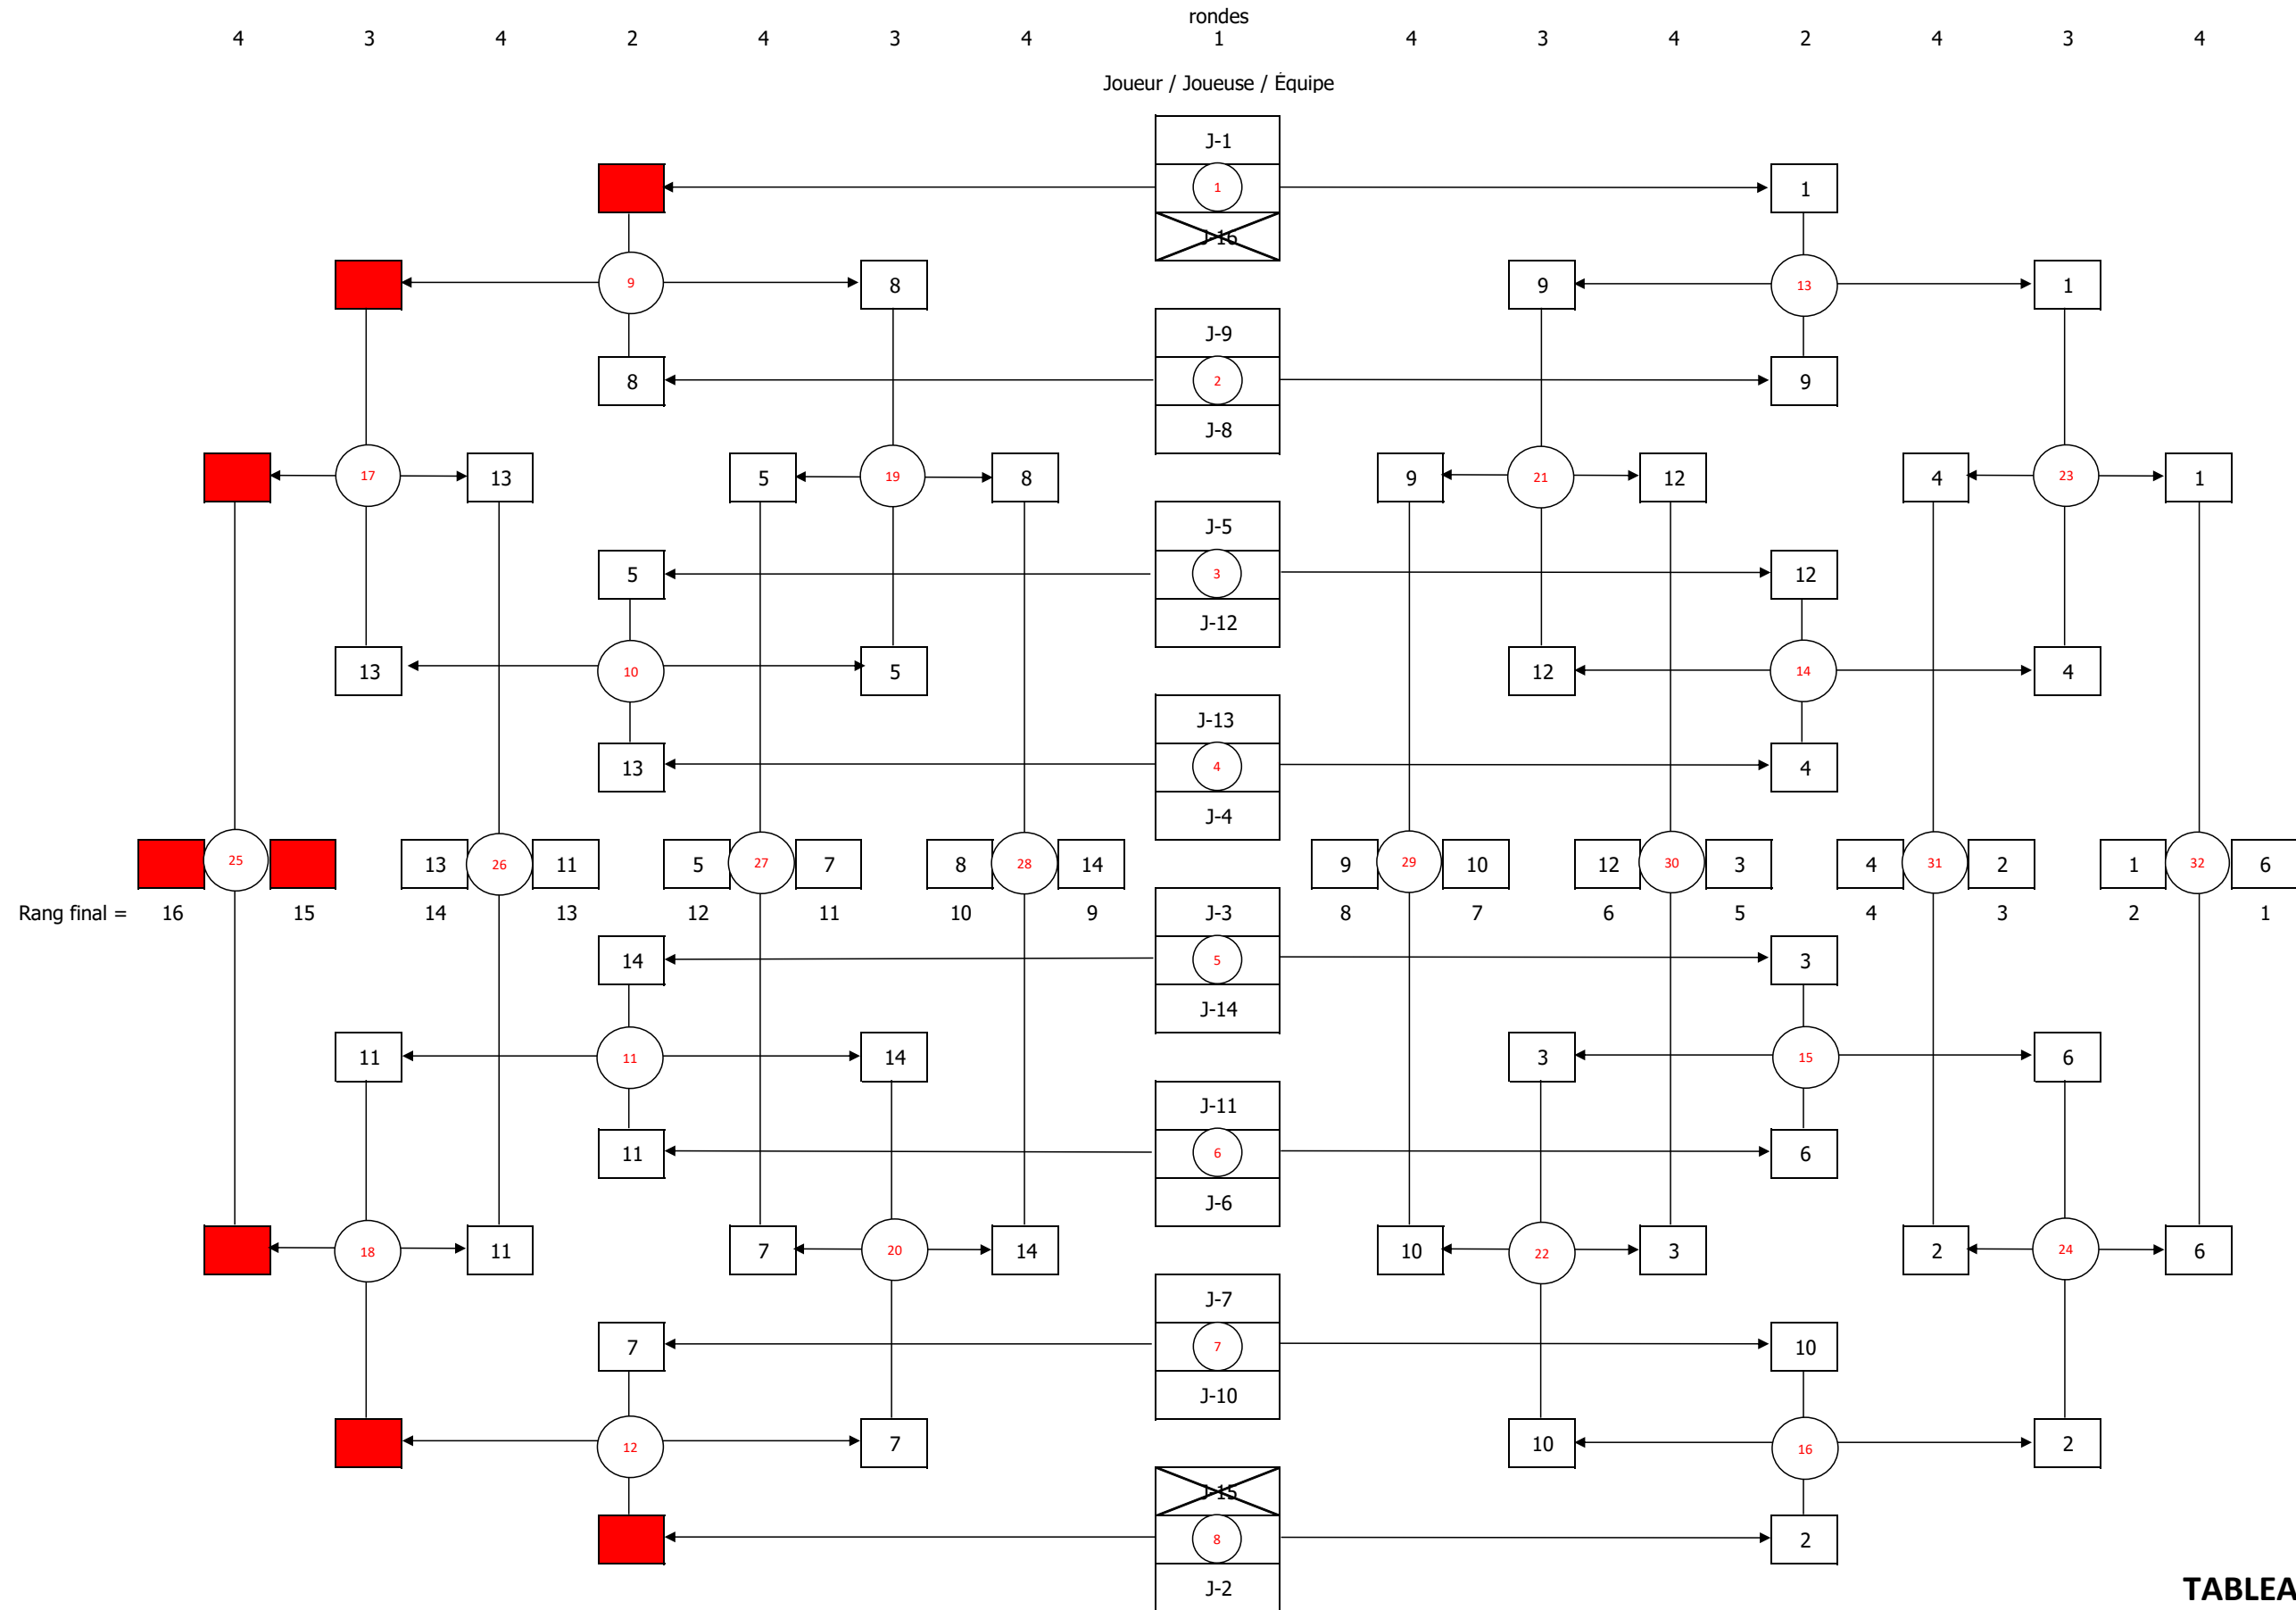 rondes
4 3 4 2 4 3 4 1 4 3 4 2 4 3 4
Joueur / Joueuse / Équipe
J-1
1 1
J-16
9 8 9 13 1
J-9
8 2 9
J-8
17 13 5 19 8 9 21 12 4 23 1
J-5
5 3 12
J-12
13 10 5 12 14 4
J-13
13 4 4
J-4
25 13 26 11 5 27 7 8 28 14 9 29 10 12 30 3 4 31 2 1 32 6
Rang final = 16 15 14 13 12 11 10 9 J-3 8 7 6 5 4 3 2 1
14 5 3
J-14
11 11 14 3 15 6
J-11
11 6 6
J-6
18 11 7 20 14 10 22 3 2 24 6
J-7
7 7 10
J-10
12 7 10 16 2
J-15
8 2
J-2
TABLEA